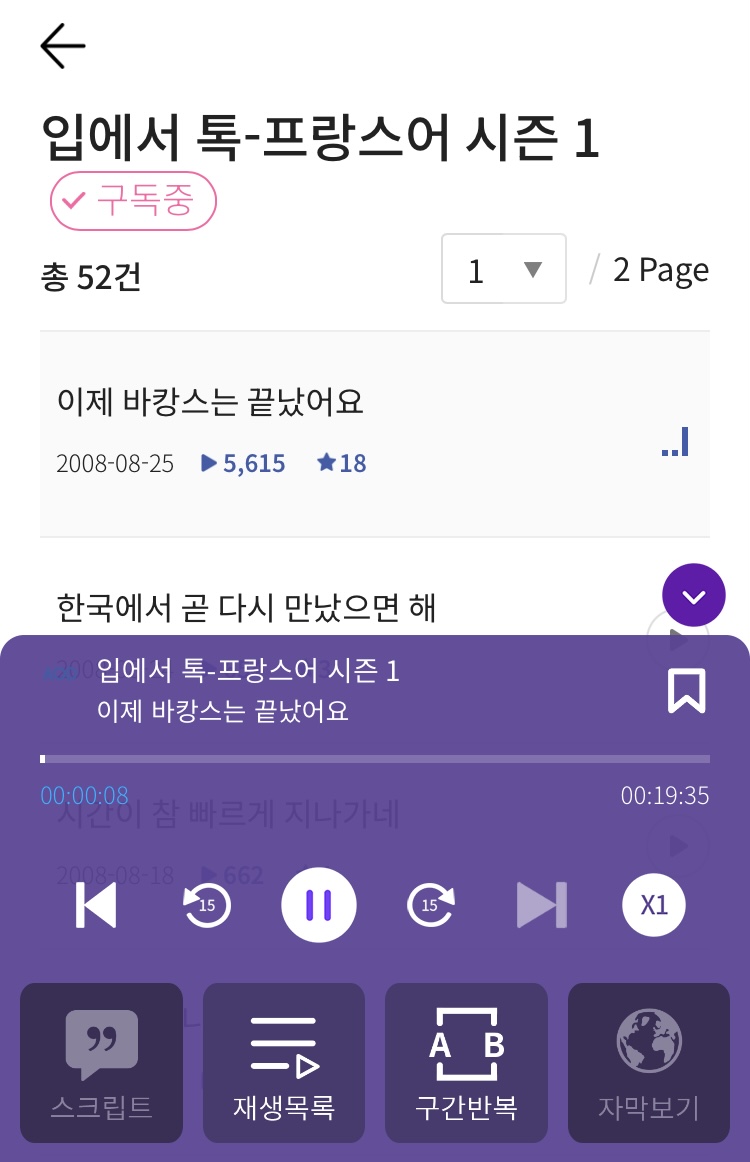 입에서 톡-프랑스어 시즌 1
구독중
총 52건
1 ▼ / 2 Page
이제 바캉스는 끝났어요
2008-08-25 5,615 18
한국에서 곧 다시 만났으면 해
입에서 톡-프랑스어 시즌 1
이제 바캉스는 끝났어요
00:00:08 00:19:35
시간이 참 빠르게 지나가네
2008-08-18 662
15 15 X1
A B
스크립트 재생목록 구간반복 자막보기